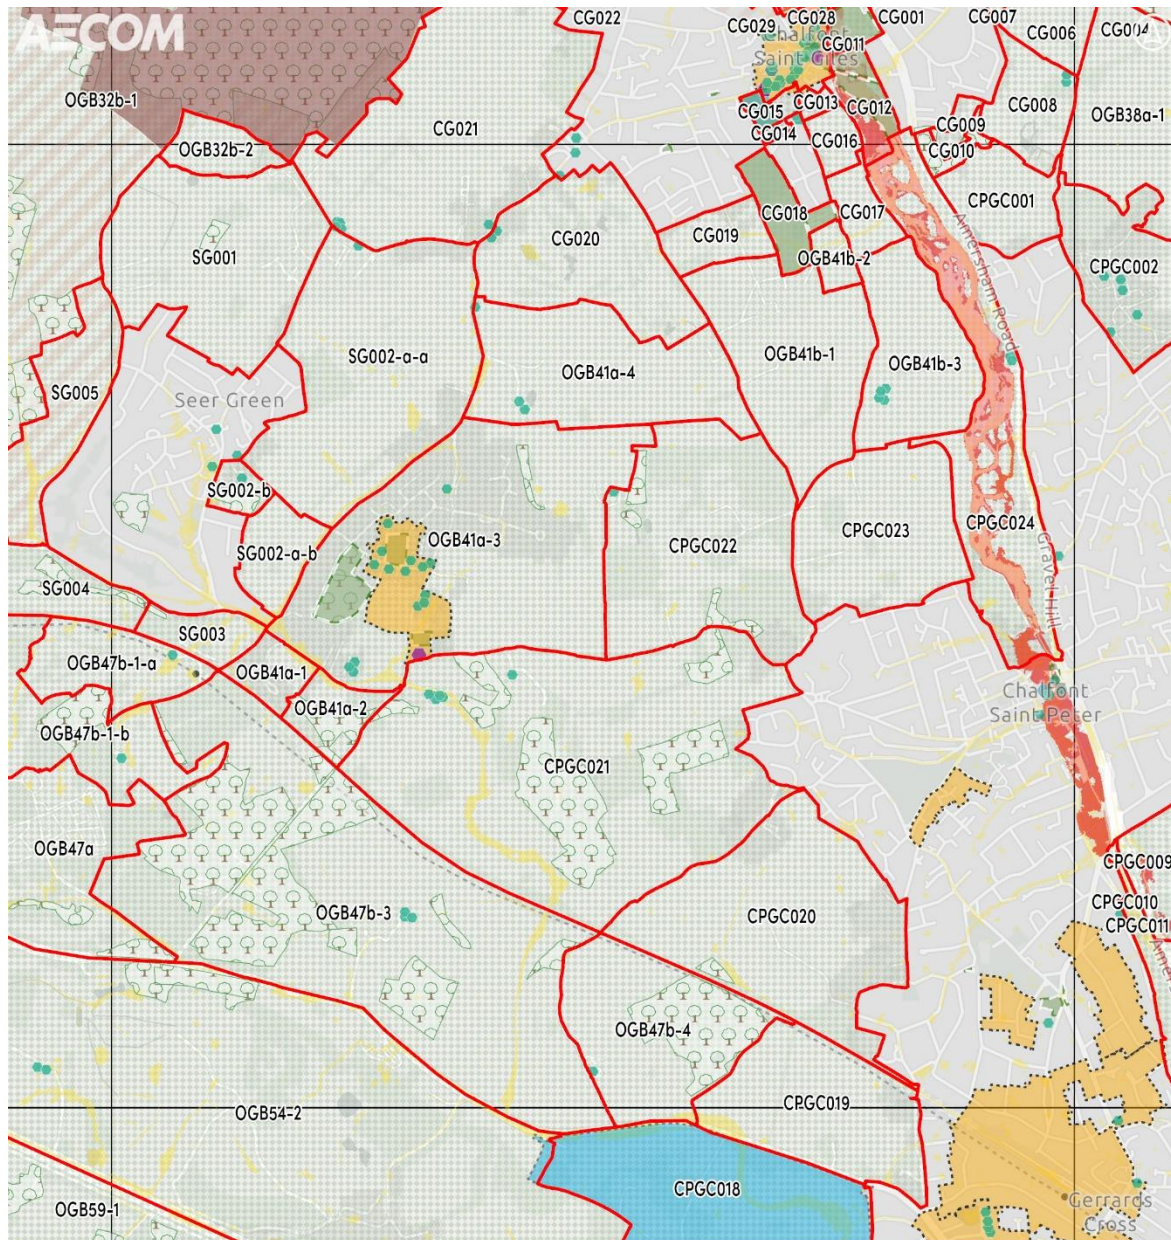 AECOM
CG022
CG029
CG028
CG001
CG007
CG006
CG004
Chalfont
Saint Giles
CG011
OGB32b-1
CG021
CG015
CG013
CG012
CG008
OGB38a-1
CG014
CG009
OGB32b-2
CG016
CG010
CPGC001
CG018
CG017
SG001
CG020
CG019
OGB41b-2
CPGC002
Amersham Road
SG005
SG002-a-a
OGB41a-4
OGB41b-1
OGB41b-3
Seer Green
SG002-b
SG002-a-b
OGB41a-3
CPGC022
CPGC023
CPGC024
Gravel Hill
SG004
SG003
OGB47b-1-a
OGB41a-1
OGB41a-2
Chalfont
Saint Peter
OGB47b-1-b
CPGC021
OGB47a
CPGC009
CPGC010
CPGC011
OGB47b-3
CPGC020
OGB47b-4
OGB54-2
CPGC019
CPGC018
OGB59-1
Gerrards
Cross